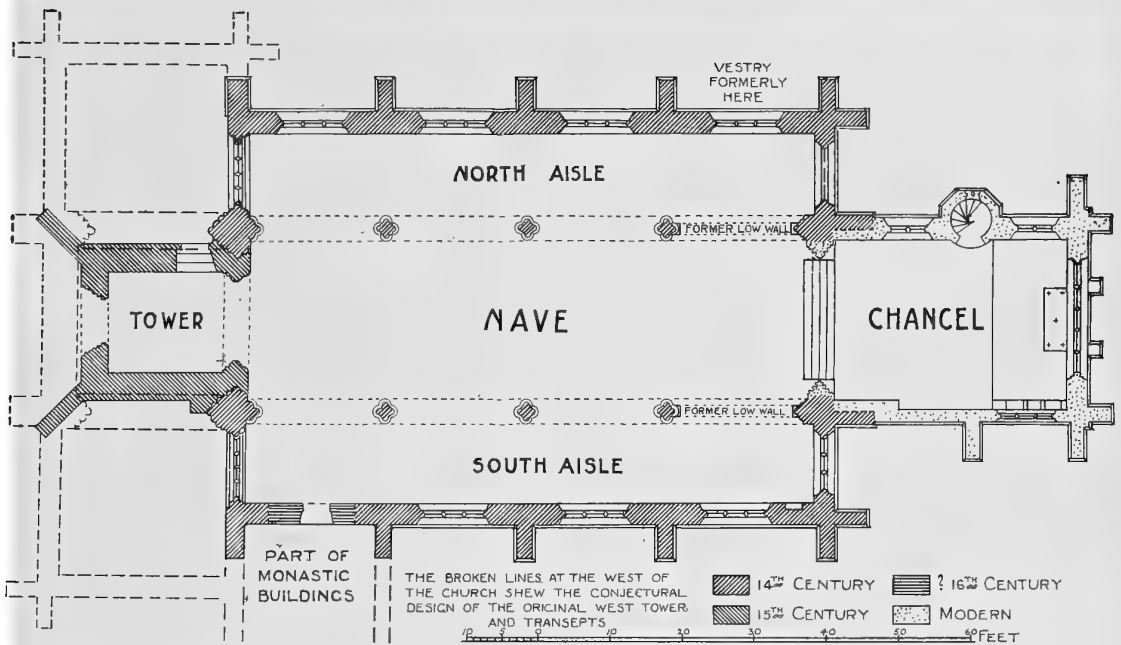 VESTRY
FORMERLY
HERE
NORTH AISLE
FORMER LOW WALL
TOWER
NAVE
CHANCEL
FORMER LOW WALL
SOUTH AISLE
PART OF
MONASTIC
BUILDINGS
THE BROKEN LINES AT THE WEST OF
THE CHURCH SHEW THE CONJECTURAL
DESIGN OF THE ORIGINAL WEST TOWER
AND TRANSEPTS
14TH CENTURY
15TH CENTURY
? 16TH CENTURY
MODERN
10 5 0 10 20 30 40 50 60 FEET